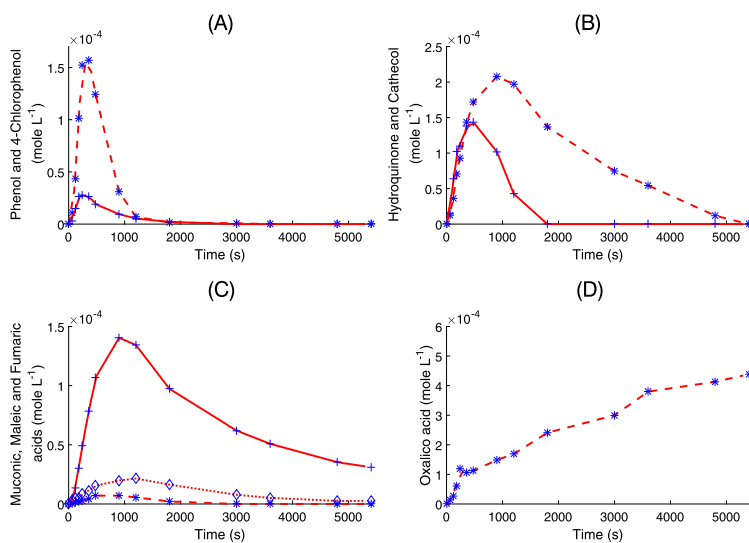 (A)
×10-4
1.5
1
0.5
0
Phenol and 4-Chlorophenol
(mole L-1)
0 1000 2000 3000 4000 5000
Time (s)
(B)
×10-4
2.5
2
1.5
1
0.5
0
Hydroquinone and Cathecol
(mole L-1)
0 1000 2000 3000 4000 5000
Time (s)
(C)
×10-4
1.5
1
0.5
0
Muconic, Maleic and Fumaric
acids (mole L-1)
0 1000 2000 3000 4000 5000
Time (s)
(D)
×10-4
6
5
4
3
2
1
0
Oxalico acid (mole L-1)
0 1000 2000 3000 4000 5000
Time (s)